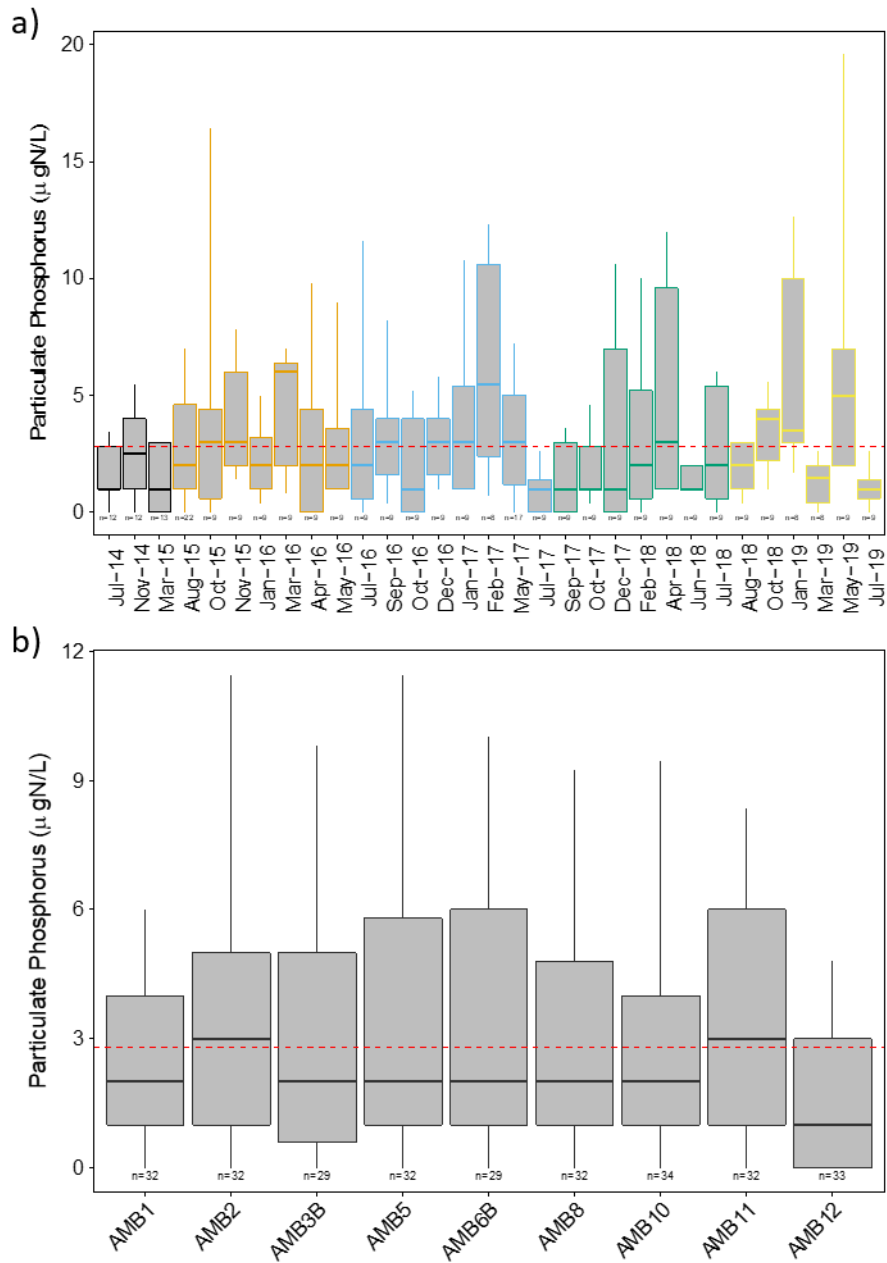 a)
Particulate Phosphorus (μ gN/L)
20
15
10
5
0
n=12 n=12 n=13 n=22 n=9 n=9 n=17
Jul-14
Nov-14
Mar-15
Aug-15
Oct-15
Nov-15
Jan-16
Mar-16
Apr-16
May-16
Jul-16
Sep-16
Oct-16
Dec-16
Jan-17
Feb-17
May-17
Jul-17
Sep-17
Oct-17
Dec-17
Feb-18
Apr-18
Jun-18
Jul-18
Aug-18
Oct-18
Jan-19
Mar-19
May-19
Jul-19
b)
Particulate Phosphorus (μ gN/L)
12
9
6
3
0
n=32 n=32 n=29 n=32 n=29 n=32 n=34 n=32 n=33
AMB1
AMB2
AMB3B
AMB5
AMB6B
AMB8
AMB10
AMB11
AMB12